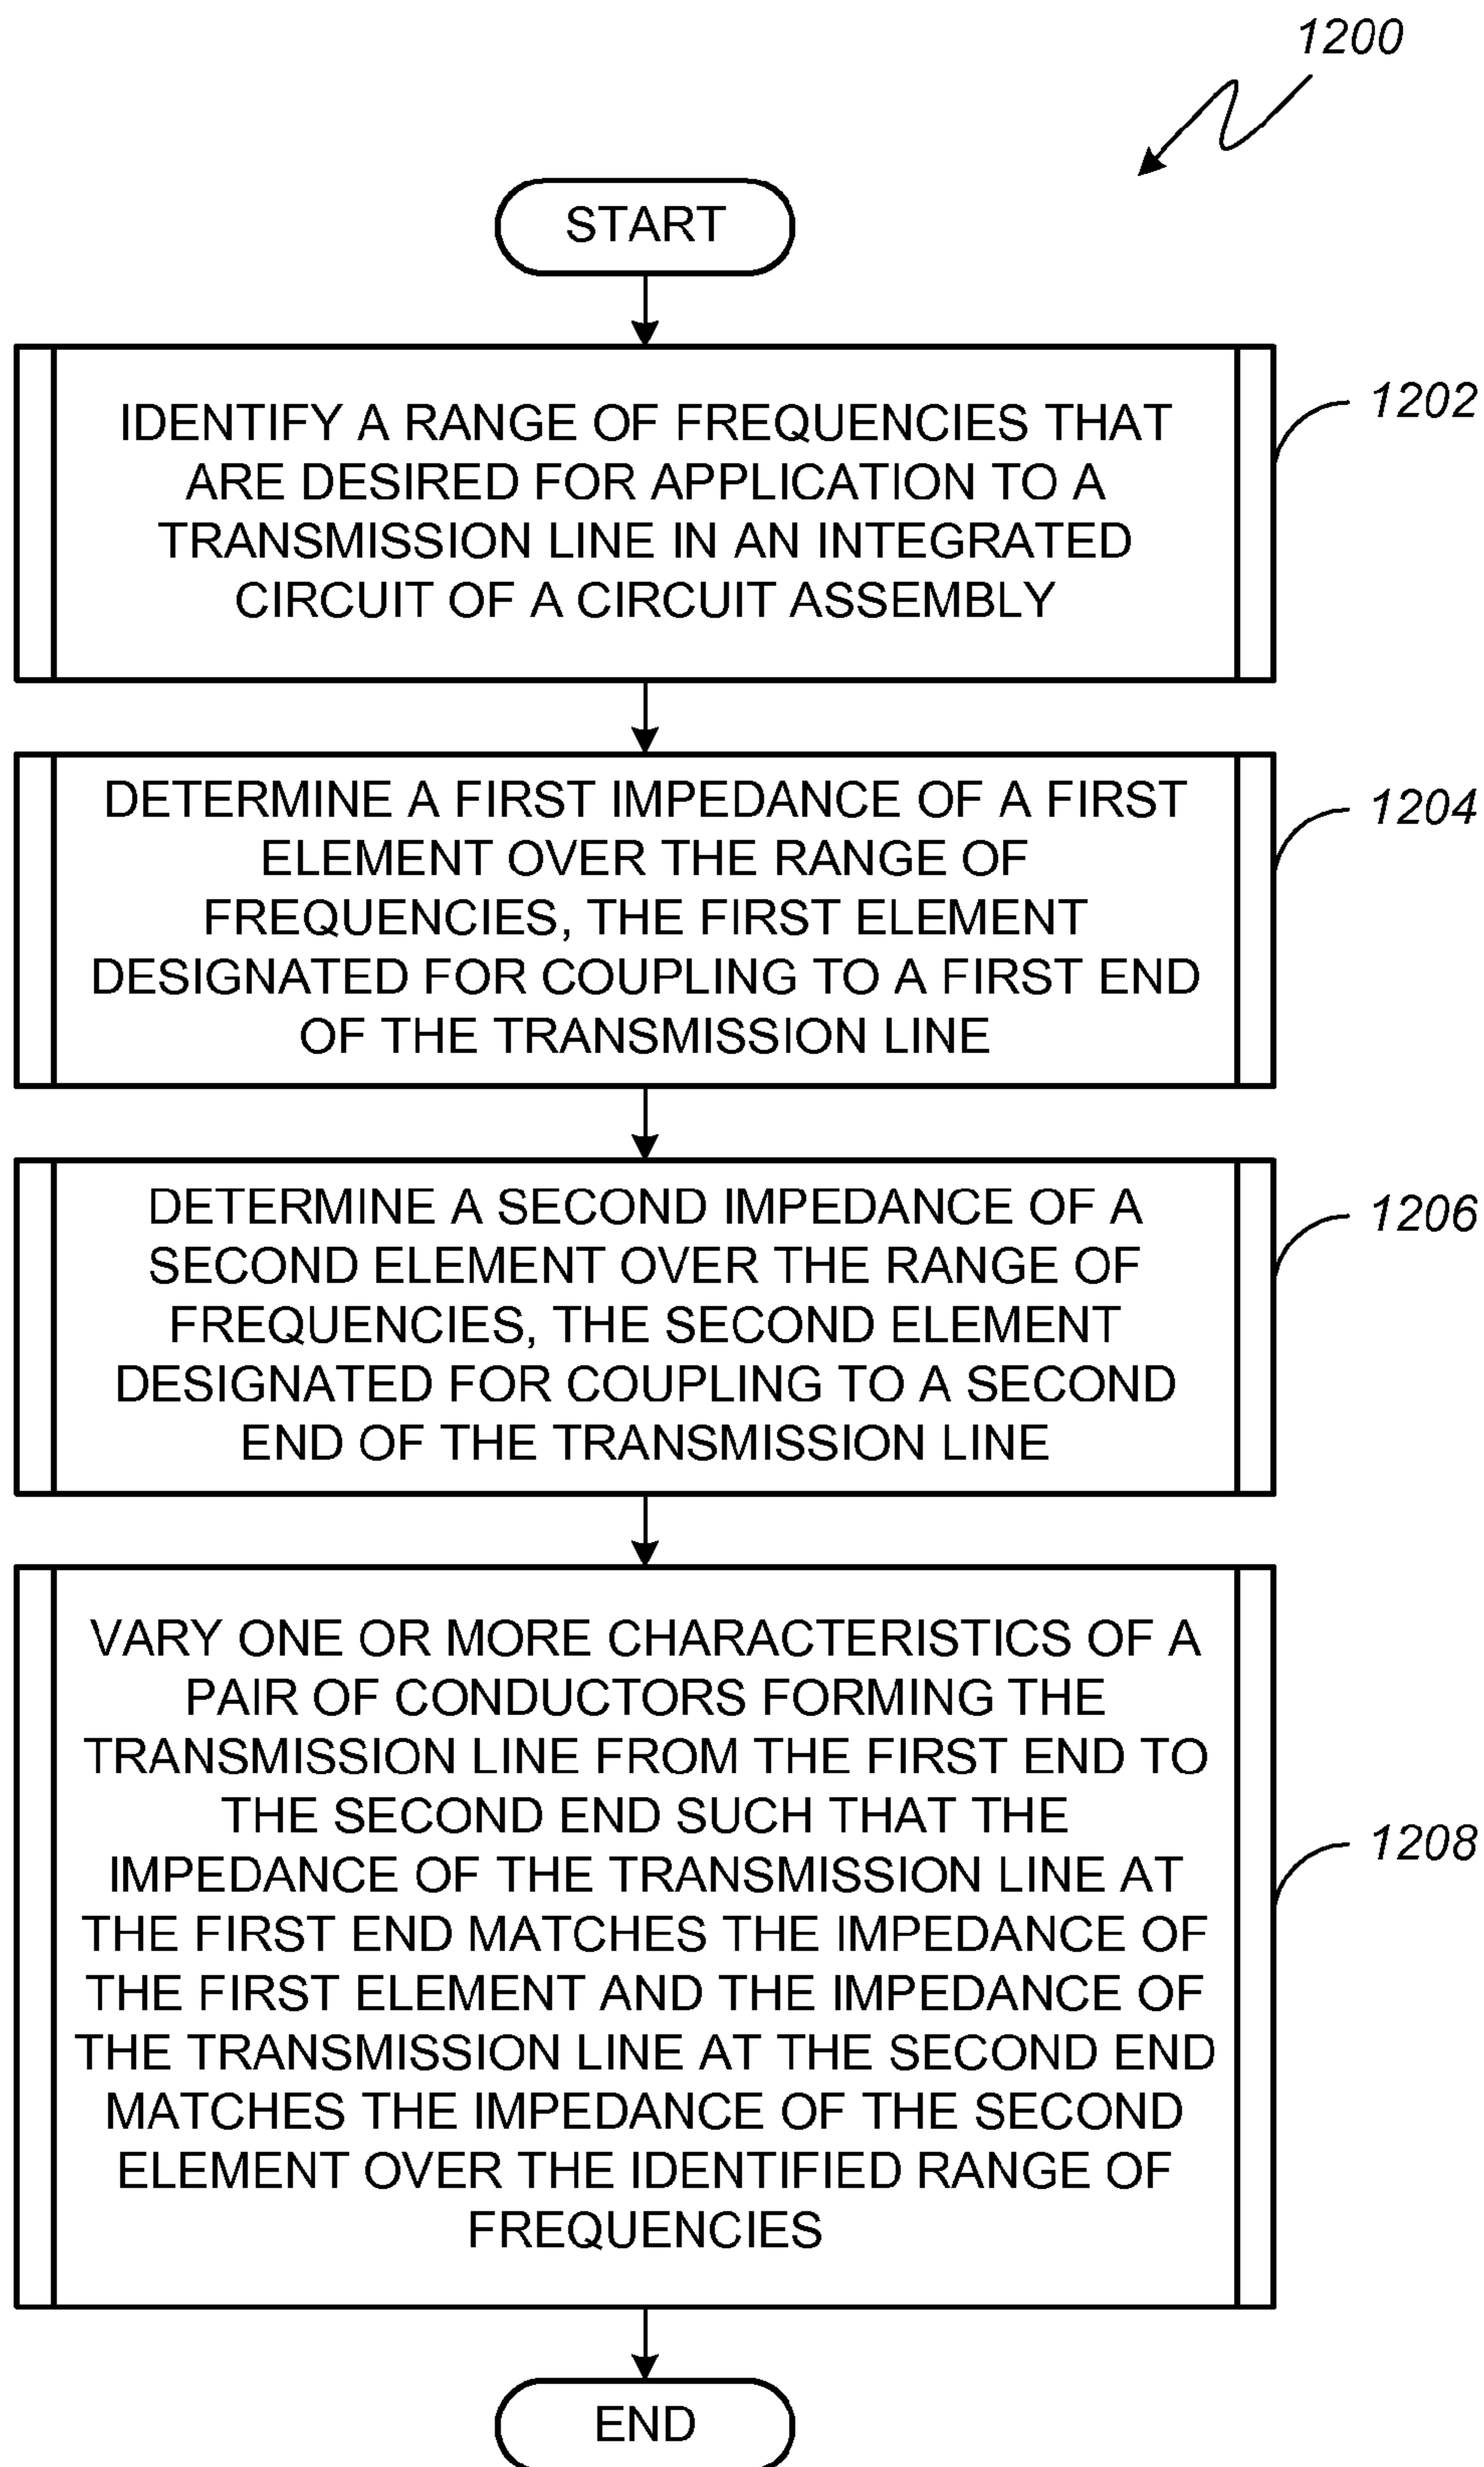 1200
START
IDENTIFY A RANGE OF FREQUENCIES THAT
ARE DESIRED FOR APPLICATION TO A
TRANSMISSION LINE IN AN INTEGRATED
CIRCUIT OF A CIRCUIT ASSEMBLY
1202
DETERMINE A FIRST IMPEDANCE OF A FIRST
ELEMENT OVER THE RANGE OF
FREQUENCIES, THE FIRST ELEMENT
DESIGNATED FOR COUPLING TO A FIRST END
OF THE TRANSMISSION LINE
1204
DETERMINE A SECOND IMPEDANCE OF A
SECOND ELEMENT OVER THE RANGE OF
FREQUENCIES, THE SECOND ELEMENT
DESIGNATED FOR COUPLING TO A SECOND
END OF THE TRANSMISSION LINE
1206
VARY ONE OR MORE CHARACTERISTICS OF A
PAIR OF CONDUCTORS FORMING THE
TRANSMISSION LINE FROM THE FIRST END TO
THE SECOND END SUCH THAT THE
IMPEDANCE OF THE TRANSMISSION LINE AT
THE FIRST END MATCHES THE IMPEDANCE OF
THE FIRST ELEMENT AND THE IMPEDANCE OF
THE TRANSMISSION LINE AT THE SECOND END
MATCHES THE IMPEDANCE OF THE SECOND
ELEMENT OVER THE IDENTIFIED RANGE OF
FREQUENCIES
1208
END